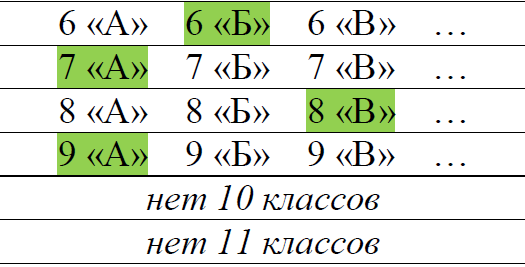 6 «А» 6 «Б» 6 «В» …
7 «А» 7 «Б» 7 «В» …
8 «А» 8 «Б» 8 «В» …
9 «А» 9 «Б» 9 «В» …
нет 10 классов
нет 11 классов